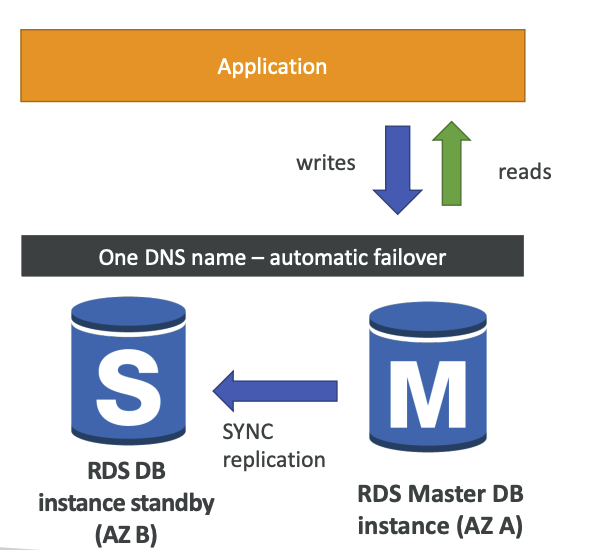 Application
writes
reads
One DNS name – automatic failover
S
M
SYNC
replication
RDS DB
instance standby
(AZ B)
RDS Master DB
instance (AZ A)